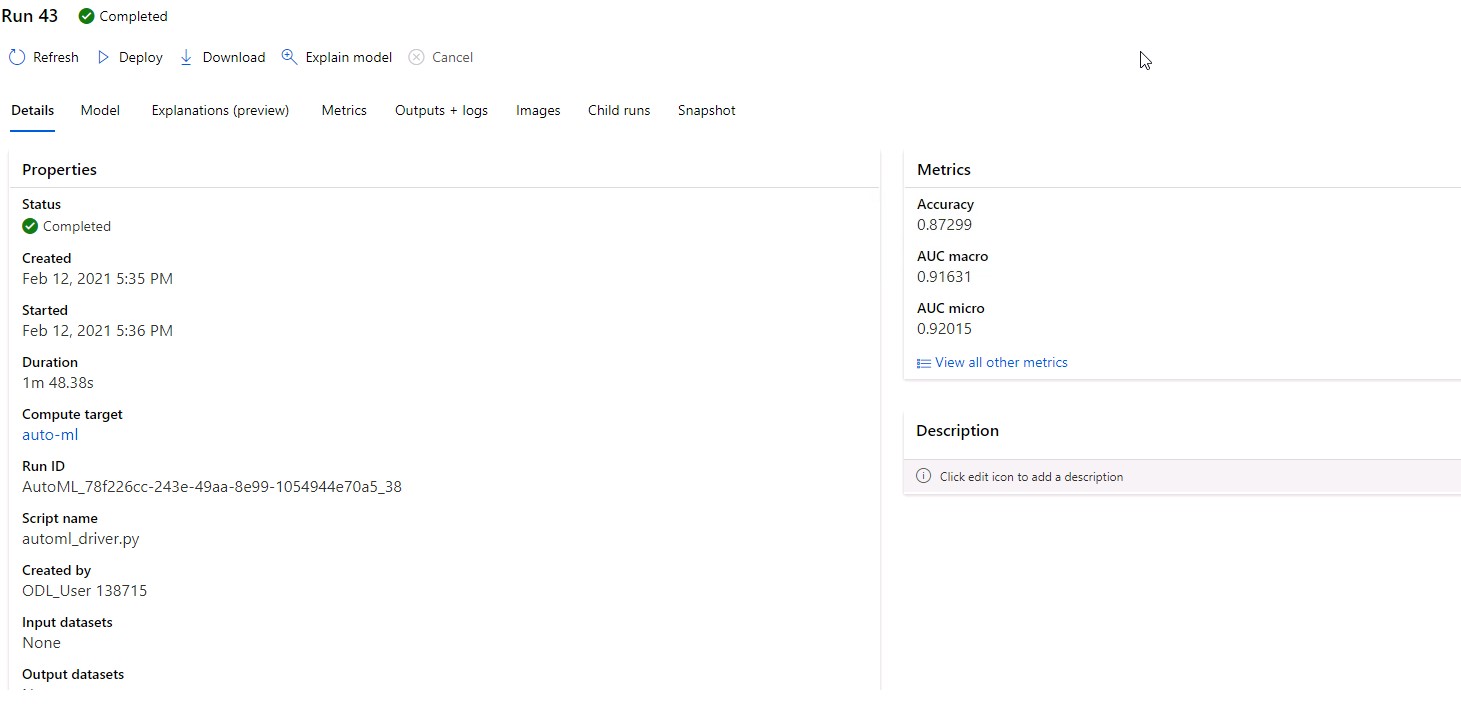 Run 43 Completed
Refresh Deploy Download Explain model Cancel
Details Model Explanations (preview) Metrics Outputs + logs Images Child runs Snapshot
Properties
Status
Completed
Created
Feb 12, 2021 5:35 PM
Started
Feb 12, 2021 5:36 PM
Duration
1m 48.38s
Compute target
auto-ml
Run ID
AutoML_78f226cc-243e-49aa-8e99-1054944e70a5_38
Script name
automl_driver.py
Created by
ODL_User 138715
Input datasets
None
Output datasets
Metrics
Accuracy
0.87299
AUC macro
0.91631
AUC micro
0.92015
View all other metrics
Description
Click edit icon to add a description